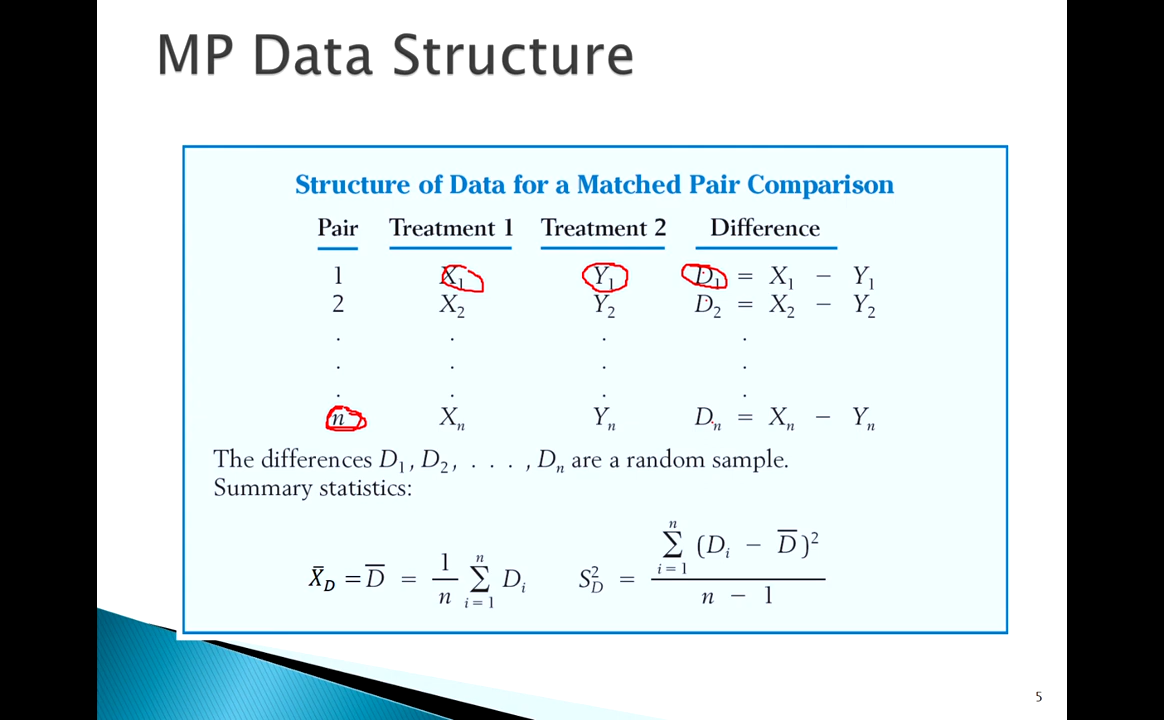 MP Data Structure
Structure of Data for a Matched Pair Comparison
Pair Treatment 1 Treatment 2 Difference
1 X₁ Y₁ D₁ = X₁ − Y₁
2 X₂ Y₂ D₂ = X₂ − Y₂
. . . .
. . . .
. . . .
n Xₙ Yₙ Dₙ = Xₙ − Yₙ
The differences D₁, D₂, . . . . , Dₙ are a random sample.
Summary statistics:
X̄_D = D̄ = 1/n Σ_{i = 1}^{n} D_i S²_D = Σ_{i = 1}^{n} (D_i − D̄)² / (n − 1)
5